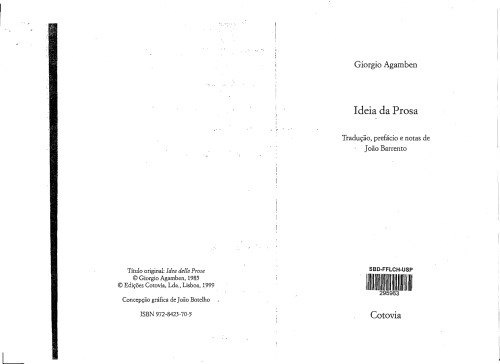 Título original: Idea della Prosa
© Giorgio Agamben, 1985
© Edições Cotovia, Lda., Lisboa, 1999
Concepção gráfica de João Botelho
ISBN 972-8423-70-5
Giorgio Agamben
Ideia da Prosa
Tradução, prefácio e notas de
João Barrento
SBD-FFLCH-USP
295963
Cotovia